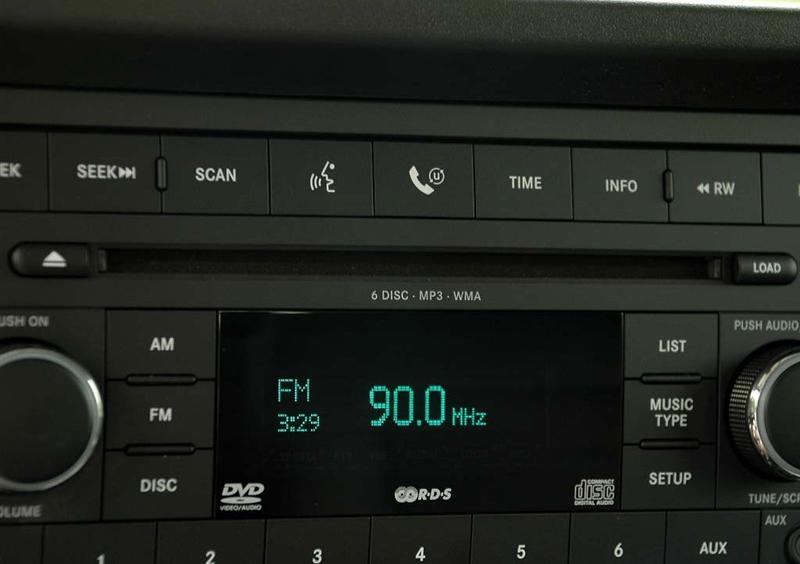 EK
SEEK
SCAN
U
TIME
INFO
RW
LOAD
6 DISC · MP3 · WMA
USH ON
PUSH AUDIO
AM
LIST
FM
FM
90.0 MHz
3:29
MUSIC
TYPE
DISC
SETUP
DVD
VIDEO/AUDIO
R·D·S
COMPACT
disc
DIGITAL AUDIO
OLUME
TUNE/SCR
1
2
3
4
5
6
AUX
AUX